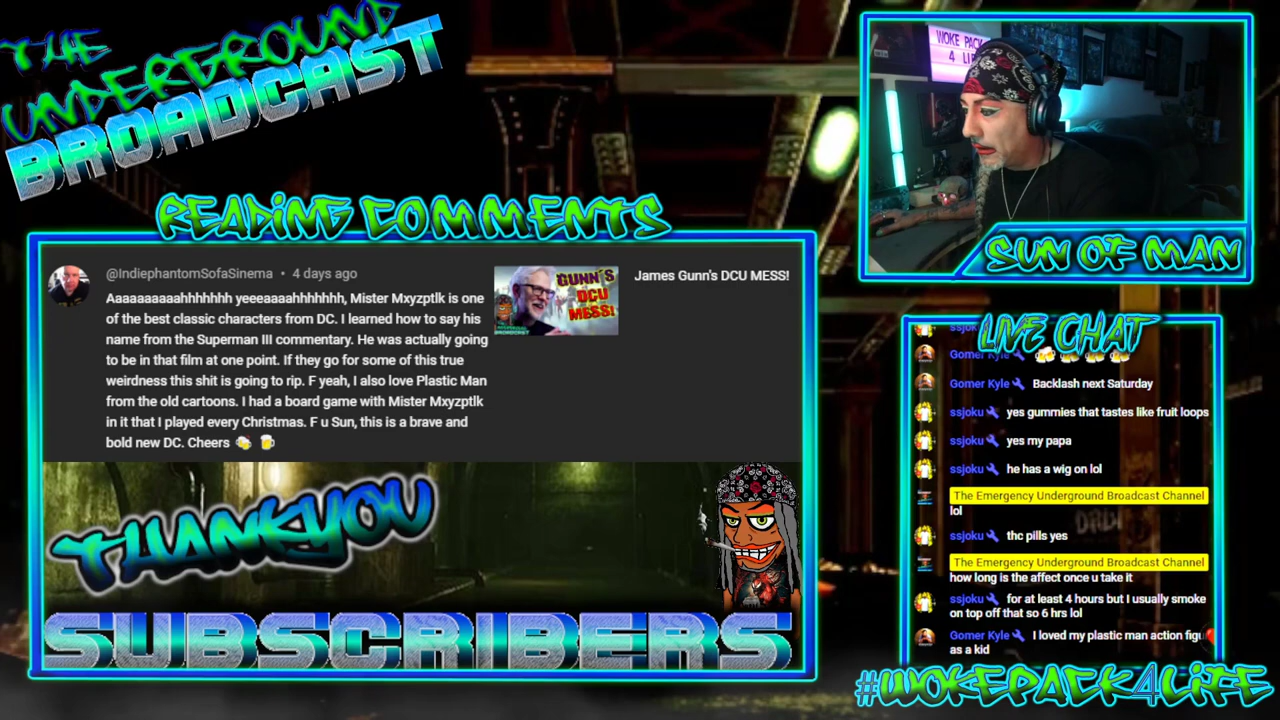 THE
UNDERGROUND
BROADCAST
WOKE PACK
4 LIF
SUN OF MAN
READING COMMENTS
@IndiephantomSofaSinema • 4 days ago
Aaaaaaaaaahhhhhhh yeeeaaahhhhhhh, Mister Mxyzptlk is one
of the best classic characters from DC. I learned how to say his
name from the Superman III commentary. He was actually going
to be in that film at one point. If they go for some of this true
weirdness this shit is going to rip. F yeah, I also love Plastic Man
from the old cartoons. I had a board game with Mister Mxyzptlk
in it that I played every Christmas. F u Sun, this is a brave and
bold new DC. Cheers 🍻 🍺
GUNN'S
DCU
MESS!
James Gunn's DCU MESS!
THANKYOU
SUBSCRIBERS
LIVE CHAT
ssjok
Gomer Kyle 🍻 🍻 🍻 🍻
Gomer Kyle Backlash next Saturday
ssjoku yes gummies that tastes like fruit loops
ssjoku yes my papa
ssjoku he has a wig on lol
The Emergency Underground Broadcast Channel
lol
ssjoku thc pills yes
The Emergency Underground Broadcast Channel
how long is the affect once u take it
ssjoku for at least 4 hours but I usually smoke
on top off that so 6 hrs lol
Gomer Kyle I loved my plastic man action figu
as a kid
#WOKEPACK4LIFE